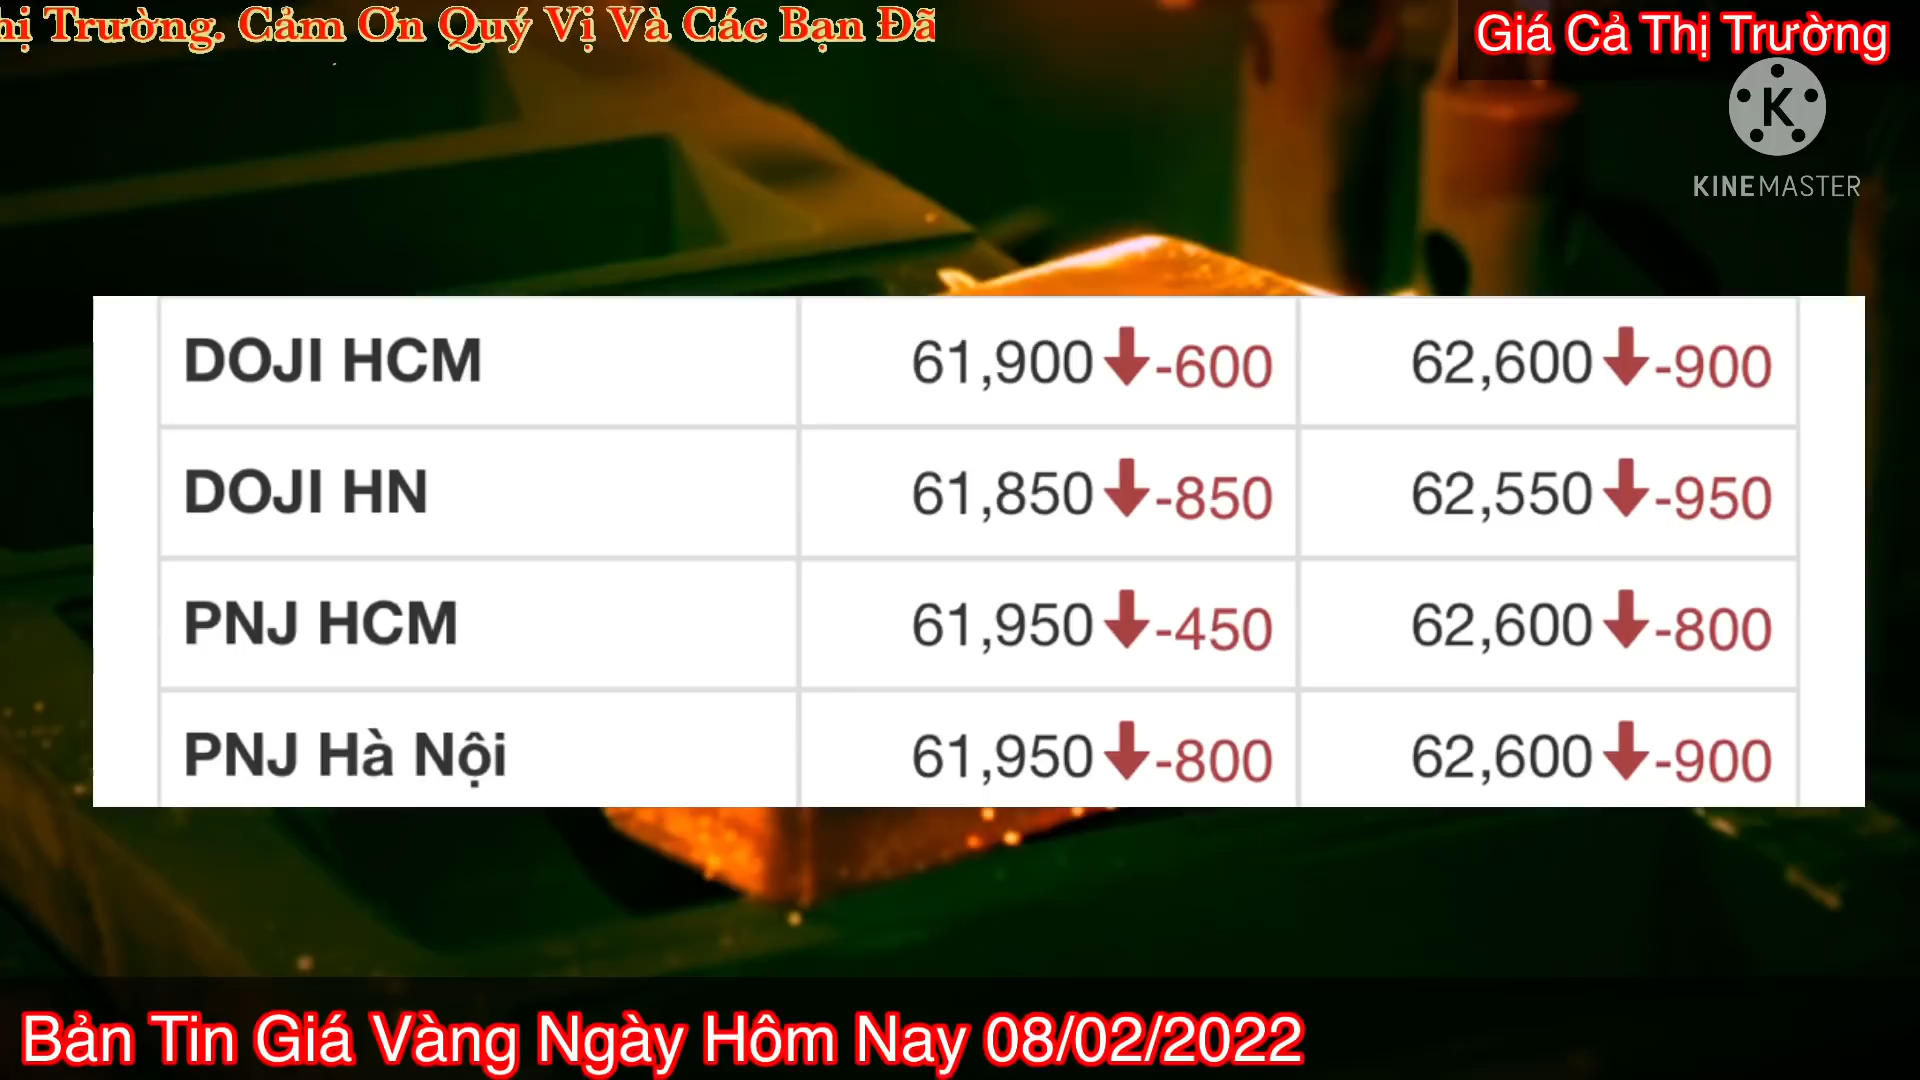 Trường. Cảm Ơn Quý Vị Và Các Bạn Đã
Giá Cả Thị Trường
K
KINEMASTER
DOJI HCM 61,900 -600 62,600 -900
DOJI HN 61,850 -850 62,550 -950
PNJ HCM 61,950 -450 62,600 -800
PNJ Hà Nội 61,950 -800 62,600 -900
Bản Tin Giá Vàng Ngày Hôm Nay 08/02/2022